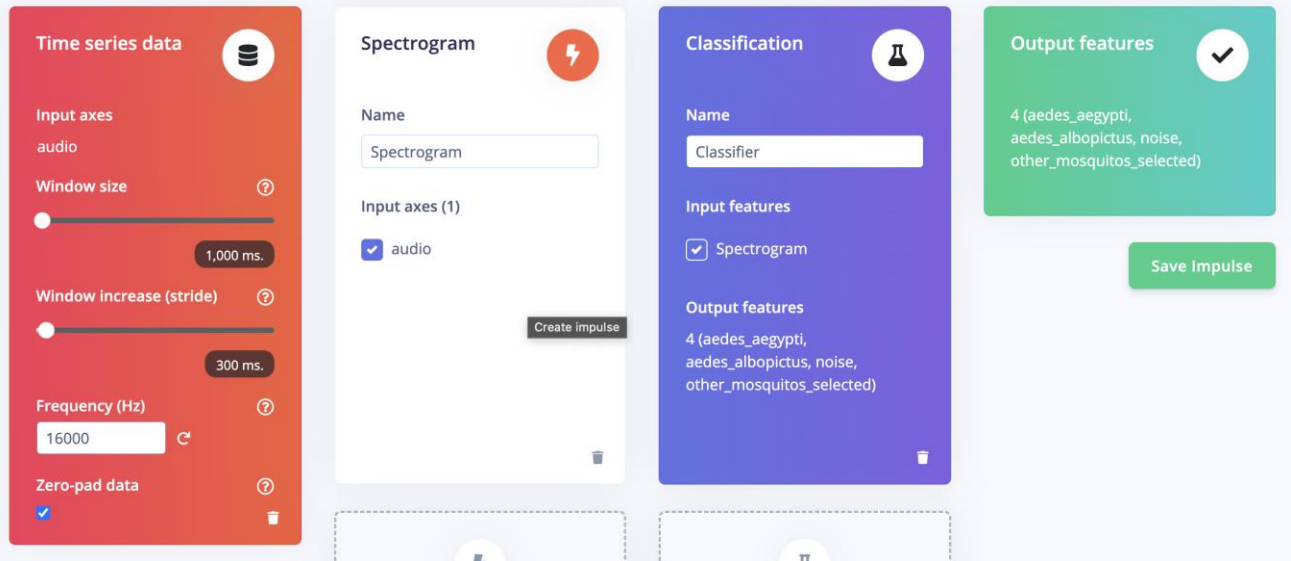 Time series data
Input axes
audio
Window size
1,000 ms.
Window increase (stride)
300 ms.
Frequency (Hz)
16000
Zero-pad data
Spectrogram
Name
Spectrogram
Input axes (1)
audio
Create impulse
Classification
Name
Classifier
Input features
Spectrogram
Output features
4 (aedes_aegypti,
aedes_albopictus, noise,
other_mosquitos_selected)
Output features
4 (aedes_aegypti,
aedes_albopictus, noise,
other_mosquitos_selected)
Save Impulse